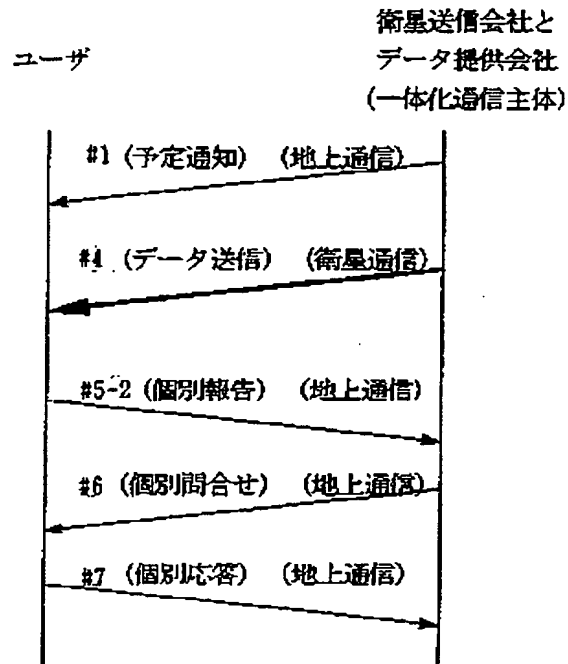 衛星送信会社と
ユーザ
データ提供会社
(一体化通信主体)
#1 (予定通知) (地上通信)
#4 (データ送信) (衛星通信)
#5-2 (個別報告) (地上通信)
#6 (個別問合せ) (地上通信)
#7 (個別応答) (地上通信)